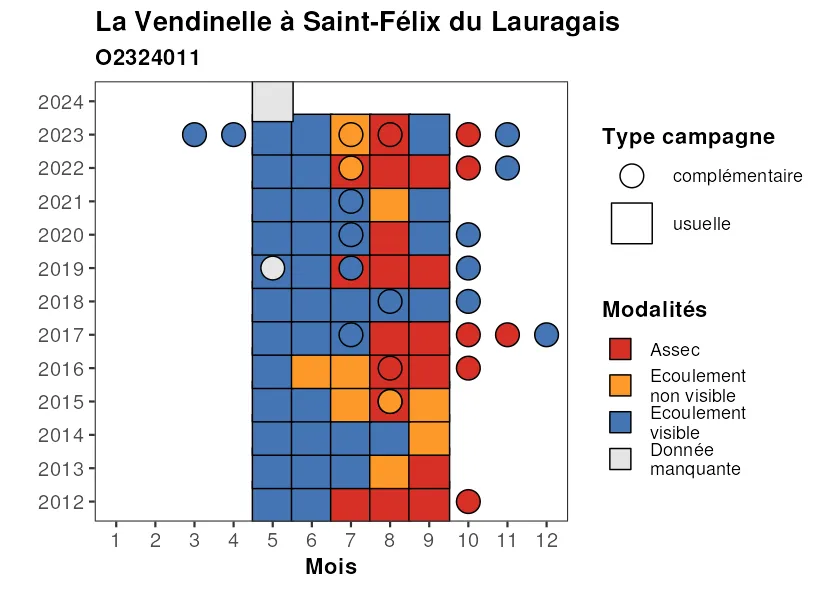 La Vendinelle à Saint-Félix du Lauragais
O2324011
2024
2023
2022
2021
2020
2019
2018
2017
2016
2015
2014
2013
2012
1 2 3 4 5 6 7 8 9 10 11 12
Mois
Type campagne
complémentaire
usuelle
Modalités
Assec
Ecoulement
non visible
Ecoulement
visible
Donnée
manquante